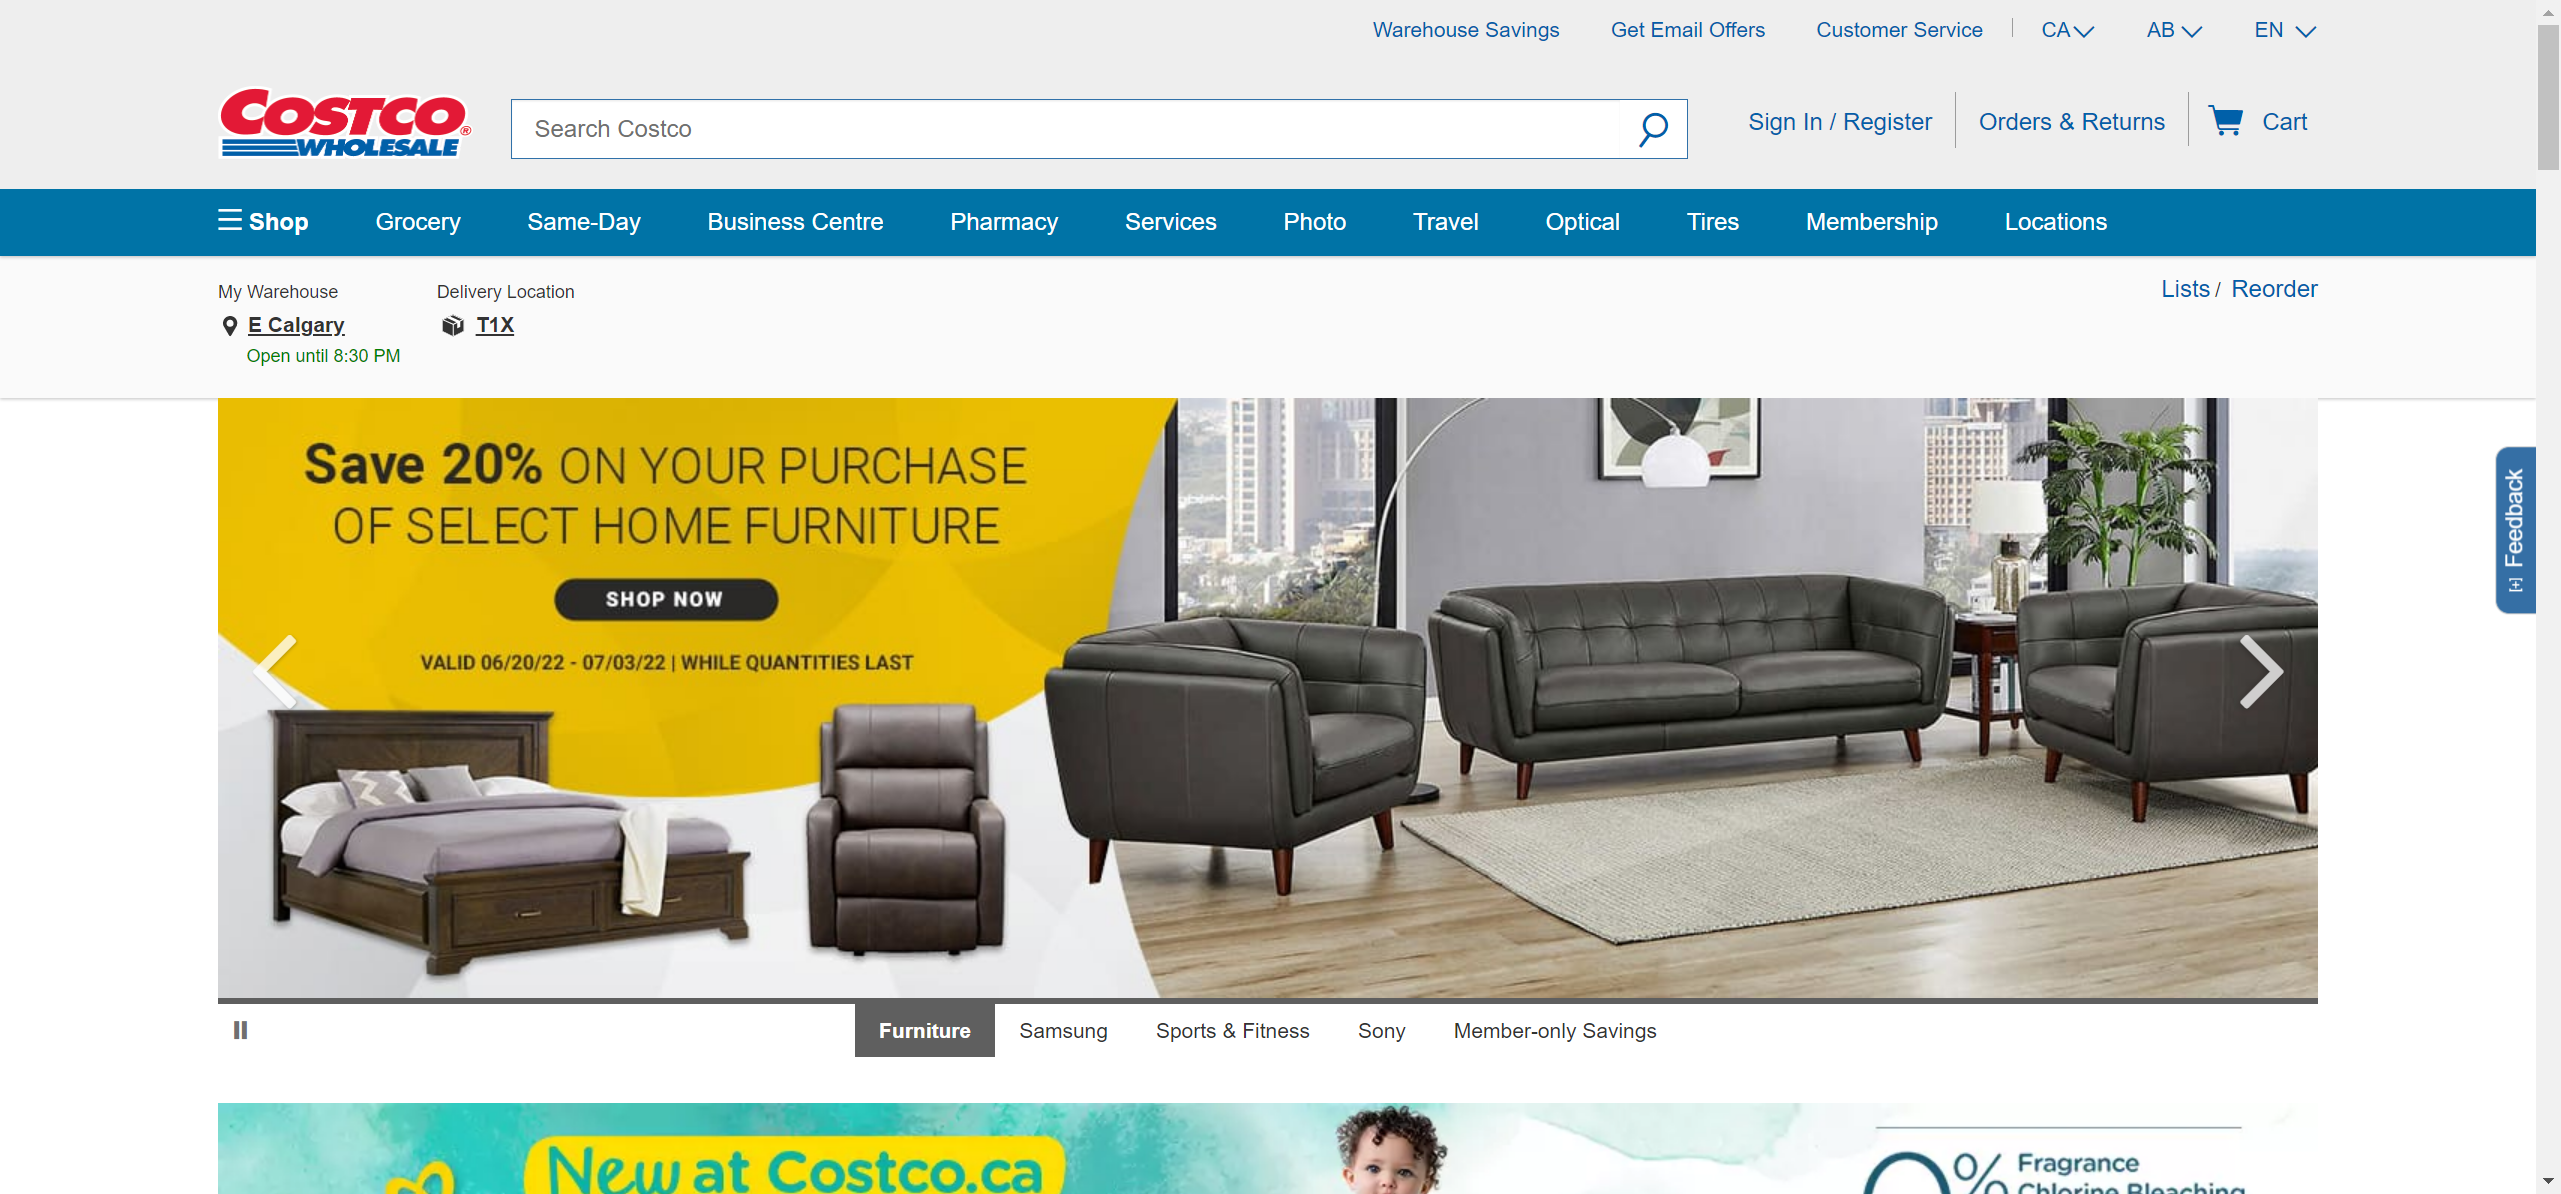 Warehouse Savings Get Email Offers Customer Service CA AB EN
COSTCO WHOLESALE
Search Costco
Sign In / Register Orders & Returns Cart
Shop Grocery Same-Day Business Centre Pharmacy Services Photo Travel Optical Tires Membership Locations
My Warehouse Delivery Location
E Calgary T1X
Open until 8:30 PM
Lists / Reorder
Save 20% ON YOUR PURCHASE
OF SELECT HOME FURNITURE
SHOP NOW
VALID 06/20/22 - 07/03/22 | WHILE QUANTITIES LAST
[+] Feedback
Furniture Samsung Sports & Fitness Sony Member-only Savings
New at Costco.ca
0% Fragrance
Chlorine Bleaching